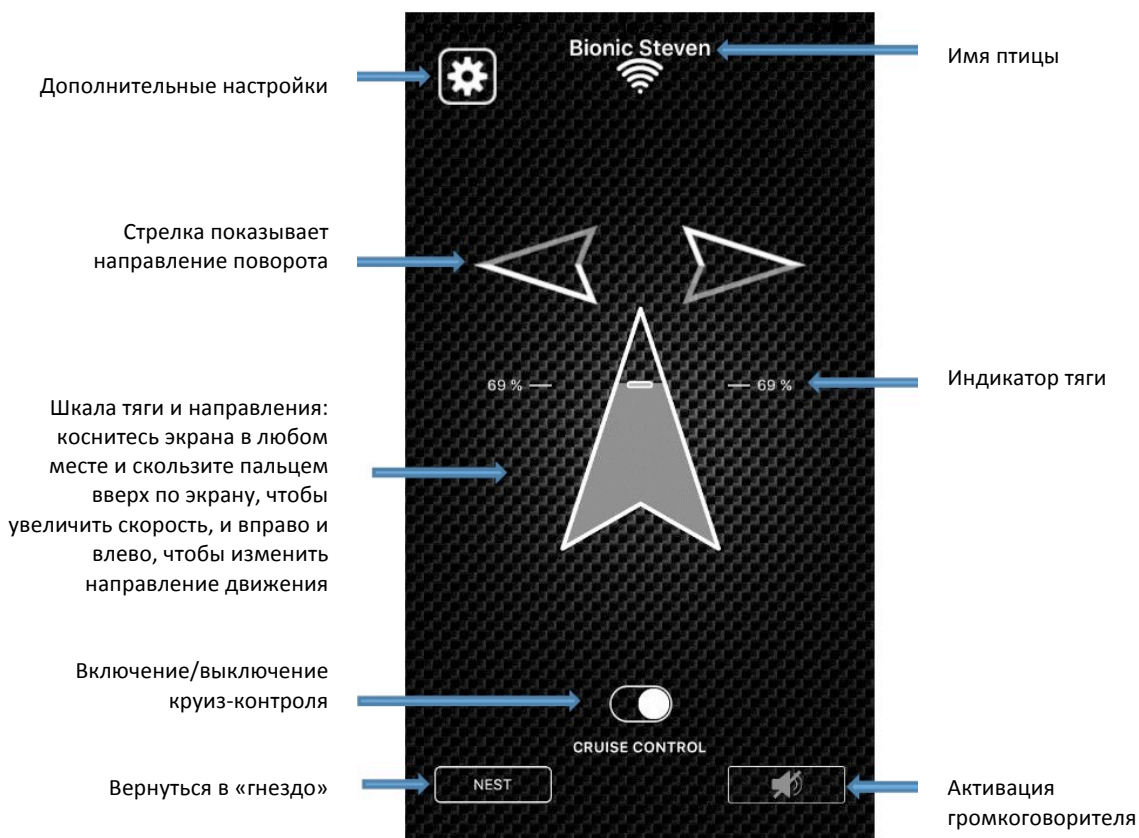 Bionic Steven
Имя птицы
Дополнительные настройки
Стрелка показывает
направление поворота
69 %
69 %
Индикатор тяги
Шкала тяги и направления:
коснитесь экрана в любом
месте и скользите пальцем
вверх по экрану, чтобы
увеличить скорость, и вправо и
влево, чтобы изменить
направление движения
Включение/выключение
круиз-контроля
CRUISE CONTROL
Вернуться в «гнездо»
NEST
Активация
громкоговорителя